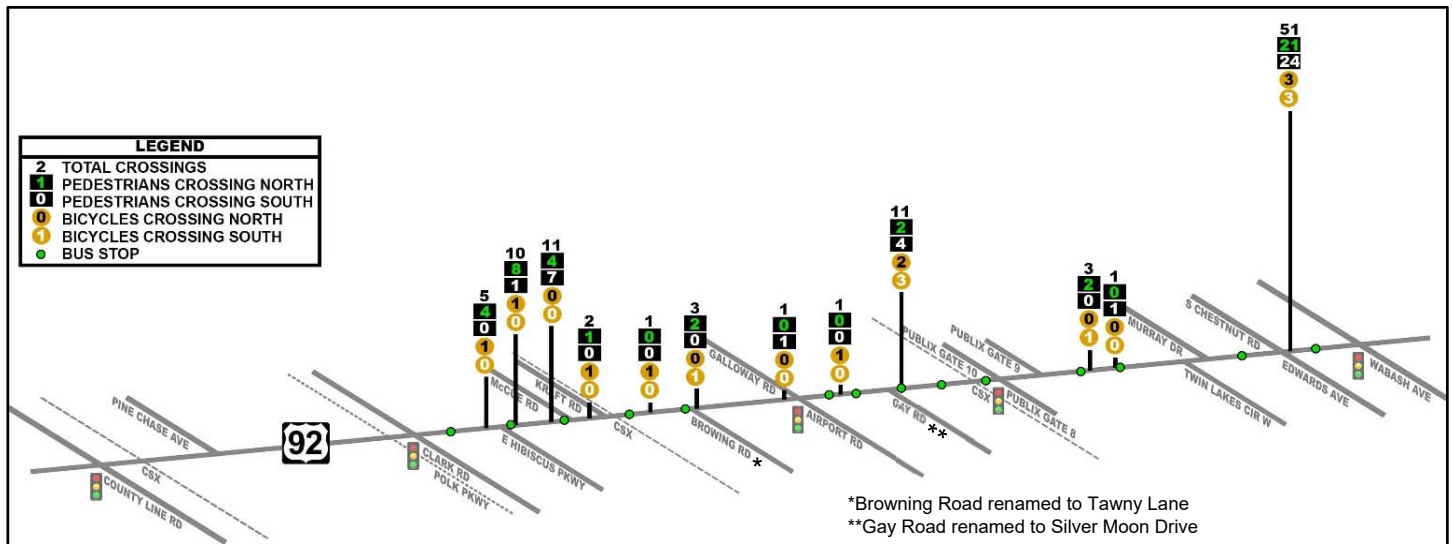 51
21
24
3
3
LEGEND
2 TOTAL CROSSINGS
1 PEDESTRIANS CROSSING NORTH
0 PEDESTRIANS CROSSING SOUTH
0 BICYCLES CROSSING NORTH
1 BICYCLES CROSSING SOUTH
BUS STOP
5
4
0
1
0
10
8
1
1
0
11
4
7
0
0
2
1
0
1
0
1
0
0
1
0
3
2
0
0
1
1
0
1
0
0
1
0
0
1
0
11
2
4
2
3
3
2
0
0
1
1
0
1
0
0
PINE CHASE AVE
CSX
COUNTY LINE RD
92
CLARK RD
POLK PKWY
McCUE RD
KRAFT RD
E HIBISCUS PKWY
CSX
BROWING RD
*
GALLOWAY RD
AIRPORT RD
GAY RD
**
PUBLIX GATE 10
CSX
PUBLIX GATE 9
PUBLIX GATE 8
MURRAY DR
TWIN LAKES CIR W
S CHESTNUT RD
EDWARDS AVE
WABASH AVE
*Browning Road renamed to Tawny Lane
**Gay Road renamed to Silver Moon Drive